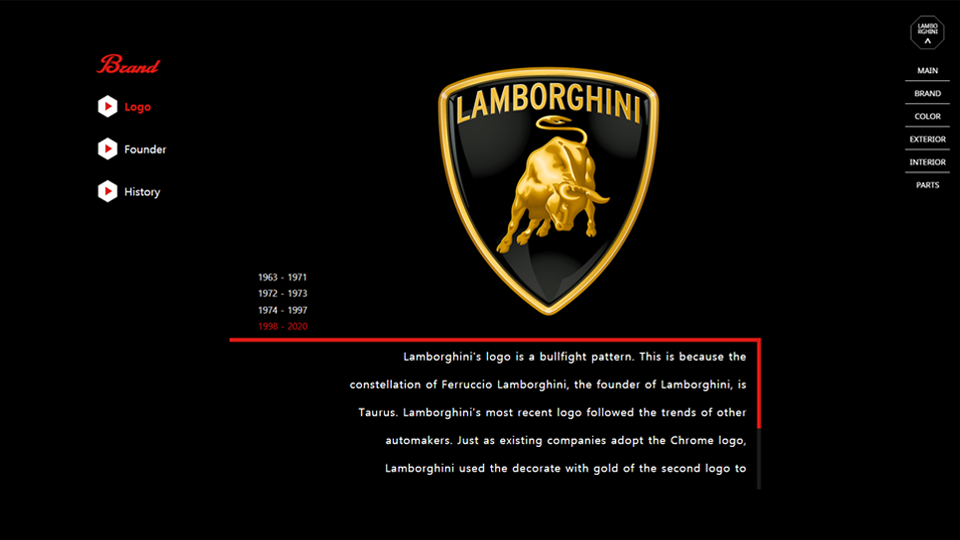 LAMBO
RGHINI
MAIN
BRAND
COLOR
EXTERIOR
INTERIOR
PARTS
Brand
Logo
Founder
History
LAMBORGHINI
1963 - 1971
1972 - 1973
1974 - 1997
1998 - 2020
Lamborghini's logo is a bullfight pattern. This is because the
constellation of Ferruccio Lamborghini, the founder of Lamborghini, is
Taurus. Lamborghini's most recent logo followed the trends of other
automakers. Just as existing companies adopt the Chrome logo,
Lamborghini used the decorate with gold of the second logo to